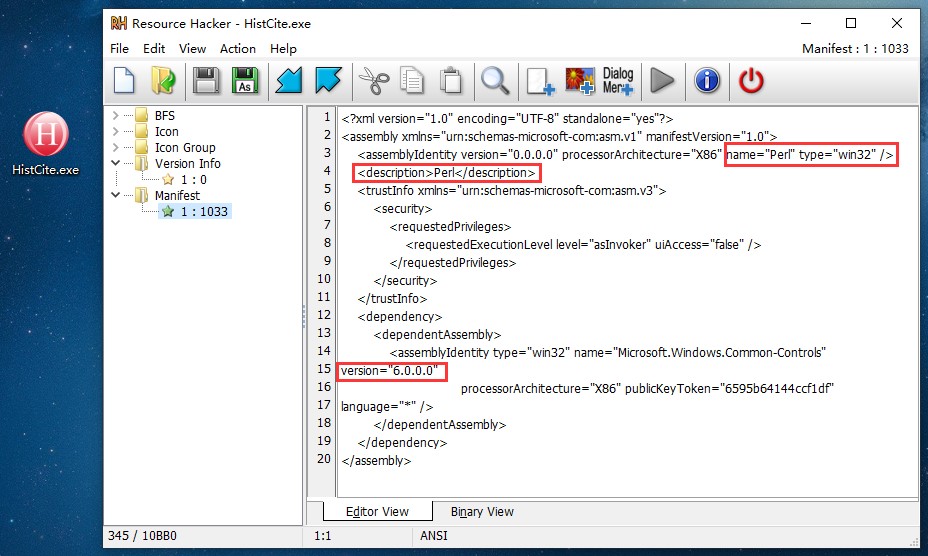 Resource Hacker - HistCite.exe
File Edit View Action Help
Manifest : 1 : 1033
As
Dialog
Menu
H
HistCite.exe
BFS
Icon
Icon Group
Version Info
1 : 0
Manifest
1 : 1033
1 <?xml version="1.0" encoding="UTF-8" standalone="yes"?>
2 <assembly xmlns="urn:schemas-microsoft-com:asm.v1" manifestVersion="1.0">
3 <assemblyIdentity version="0.0.0.0" processorArchitecture="X86" name="Perl" type="win32" />
4 <description>Perl</description>
5 <trustInfo xmlns="urn:schemas-microsoft-com:asm.v3">
6 <security>
7 <requestedPrivileges>
8 <requestedExecutionLevel level="asInvoker" uiAccess="false" />
9 </requestedPrivileges>
10 </security>
11 </trustInfo>
12 <dependency>
13 <dependentAssembly>
14 <assemblyIdentity type="win32" name="Microsoft.Windows.Common-Controls"
15 version="6.0.0.0"
16 processorArchitecture="X86" publicKeyToken="6595b64144ccf1df"
17 language="*" />
18 </dependentAssembly>
19 </dependency>
20 </assembly>
Editor View Binary View
345 / 10BB0 1:1 ANSI